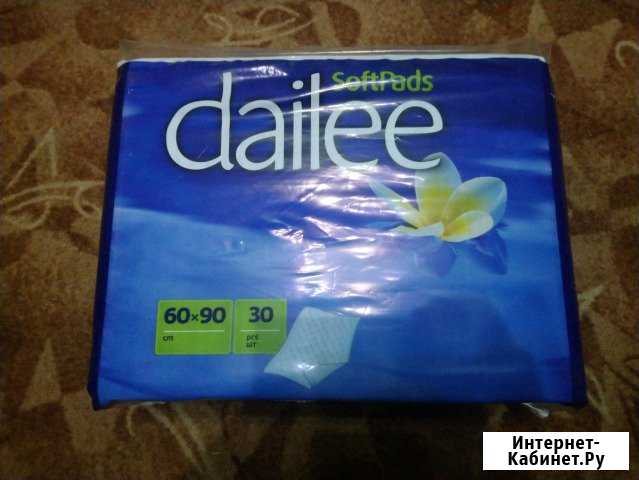 SoftPads
dailee
60×90
cm
30
pcs
шт
Интернет-
Кабинет.Ру